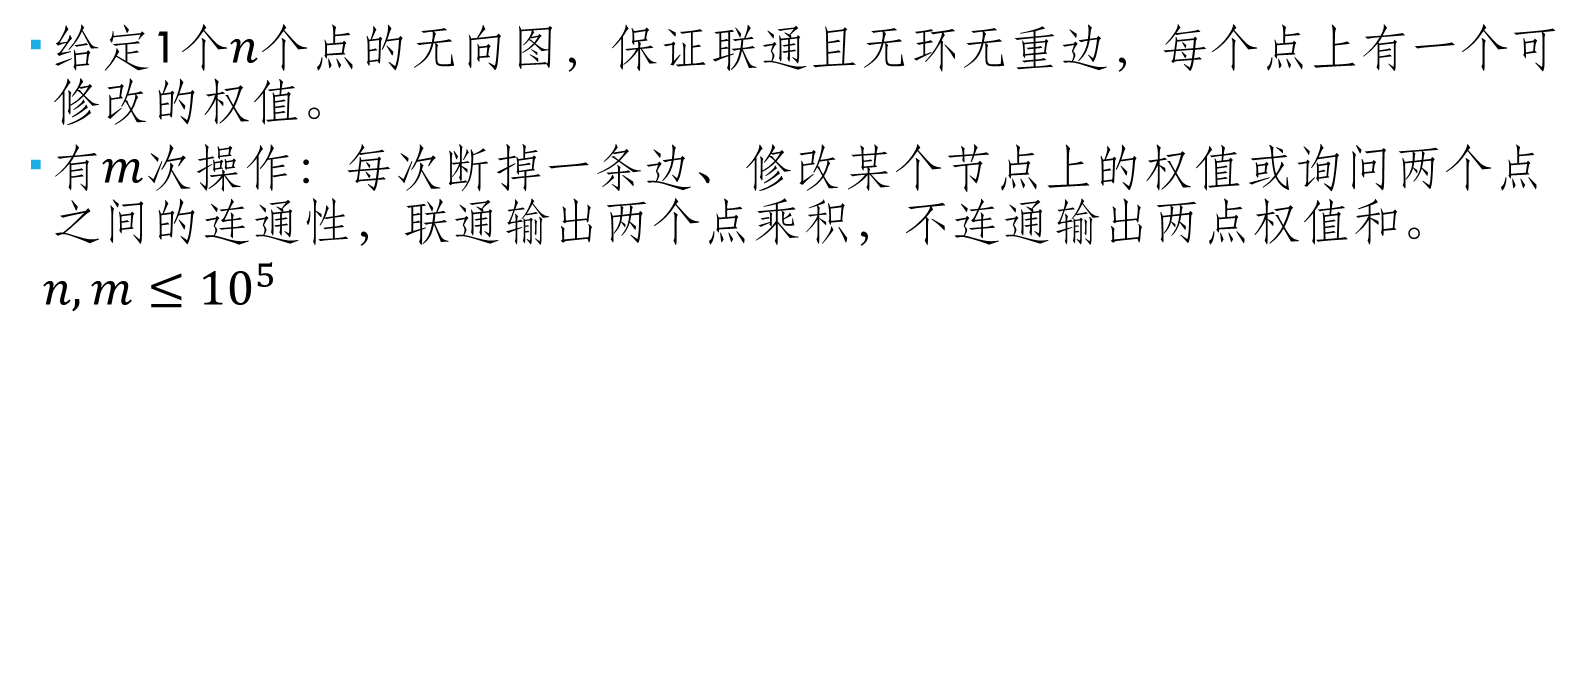 ▪给定1个n个点的无向图，保证联通且无环无重边，每个点上有一个可
修改的权值。
▪有m次操作：每次断掉一条边、修改某个节点上的权值或询问两个点
之间的连通性，联通输出两个点乘积，不连通输出两点权值和。
n,m ≤ 10⁵